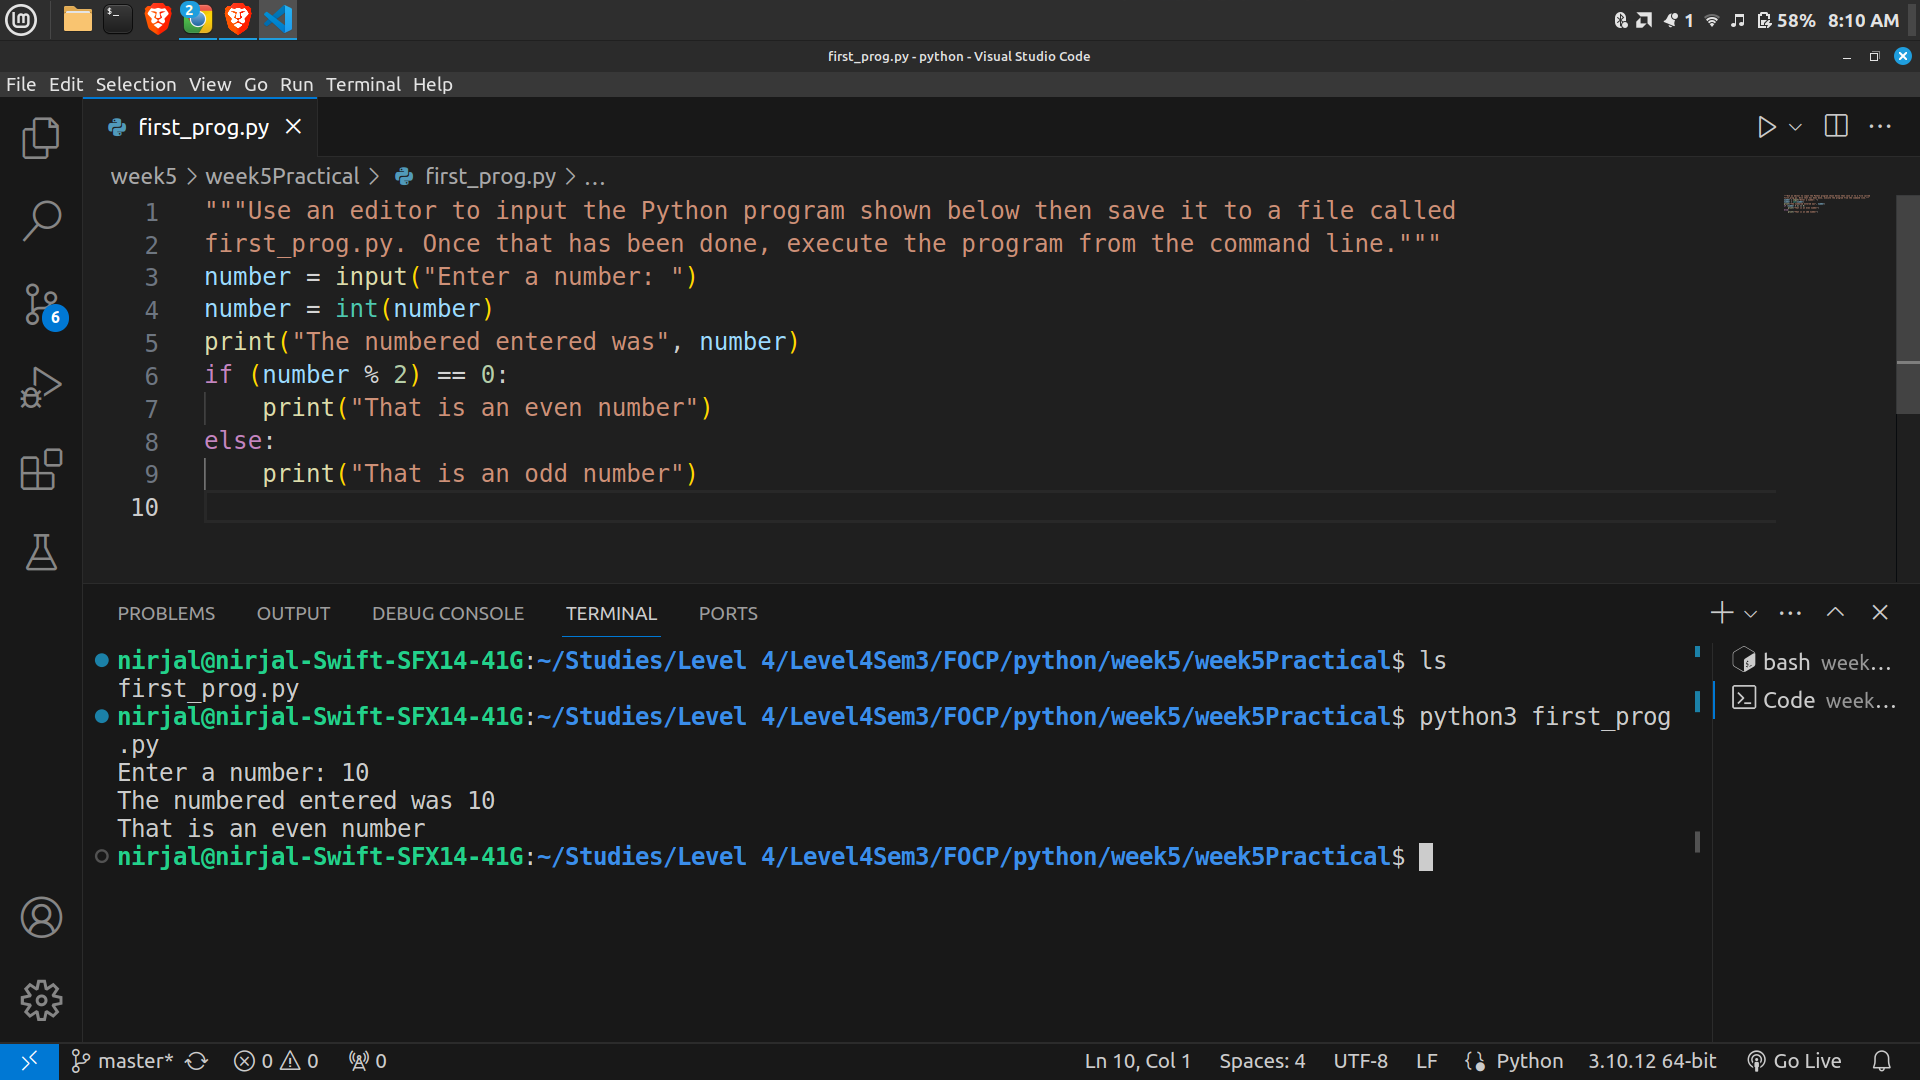 2 1 58% 8:10 AM
first_prog.py - python - Visual Studio Code
File Edit Selection View Go Run Terminal Help
first_prog.py
week5 > week5Practical > first_prog.py > ...
1 """Use an editor to input the Python program shown below then save it to a file called
2 first_prog.py. Once that has been done, execute the program from the command line."""
3 number = input("Enter a number: ")
4 number = int(number)
5 print("The numbered entered was", number)
6 if (number % 2) == 0:
7     print("That is an even number")
8 else:
9     print("That is an odd number")
10
6
PROBLEMS OUTPUT DEBUG CONSOLE TERMINAL PORTS
nirjal@nirjal-Swift-SFX14-41G:~/Studies/Level 4/Level4Sem3/FOCP/python/week5/week5Practical$ ls
first_prog.py
nirjal@nirjal-Swift-SFX14-41G:~/Studies/Level 4/Level4Sem3/FOCP/python/week5/week5Practical$ python3 first_prog
.py
Enter a number: 10
The numbered entered was 10
That is an even number
nirjal@nirjal-Swift-SFX14-41G:~/Studies/Level 4/Level4Sem3/FOCP/python/week5/week5Practical$
bash week...
Code week...
master* 0 0 0 Ln 10, Col 1 Spaces: 4 UTF-8 LF Python 3.10.12 64-bit Go Live